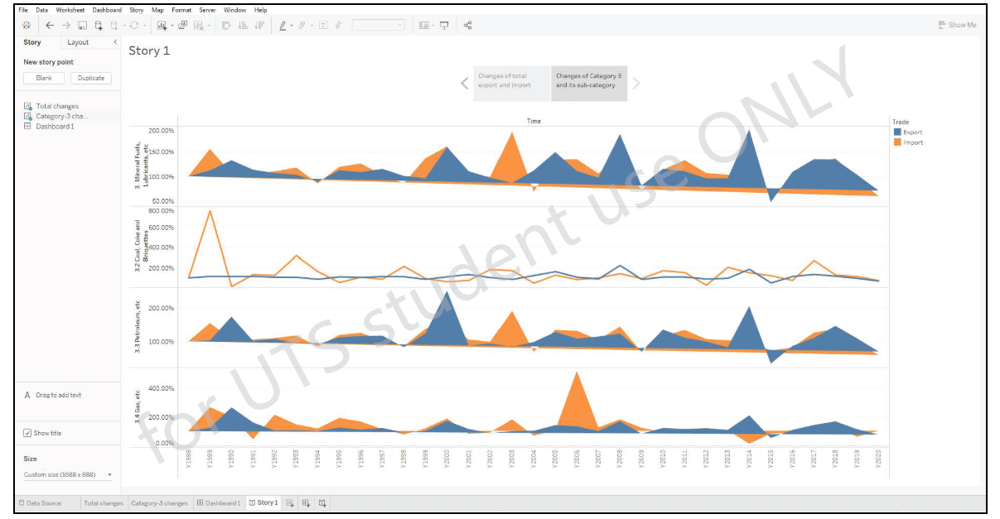 File Data Worksheet Dashboard Story Map Format Server Window Help
Show Me
Story Layout
New story point
Blank Duplicate
Total changes
Category-3 cha...
Dashboard 1
A Drag to add text
Show title
Size
Custom size (1688 x 888)
Story 1
Changes of total
export and import
Changes of Category 3
and its sub-category
Time
Trade
Export
Import
3. Mineral Fuels,
Lubricants, etc
200.00%
150.00%
100.00%
50.00%
3.2 Coal, Coke and
Briquettes
800.00%
600.00%
400.00%
200.00%
3.3 Petroleum, etc
200.00%
100.00%
3.4 Gas, etc
400.00%
200.00%
0.00%
Y1988 Y1989 Y1990 Y1991 Y1992 Y1993 Y1994 Y1995 Y1996 Y1997 Y1998 Y1999 Y2000 Y2001 Y2002 Y2003 Y2004 Y2005 Y2006 Y2007 Y2008 Y2009 Y2010 Y2011 Y2012 Y2013 Y2014 Y2015 Y2016 Y2017 Y2018 Y2019 Y2020
for UTS student use ONLY
Data Source Total changes Category-3 changes Dashboard 1 Story 1